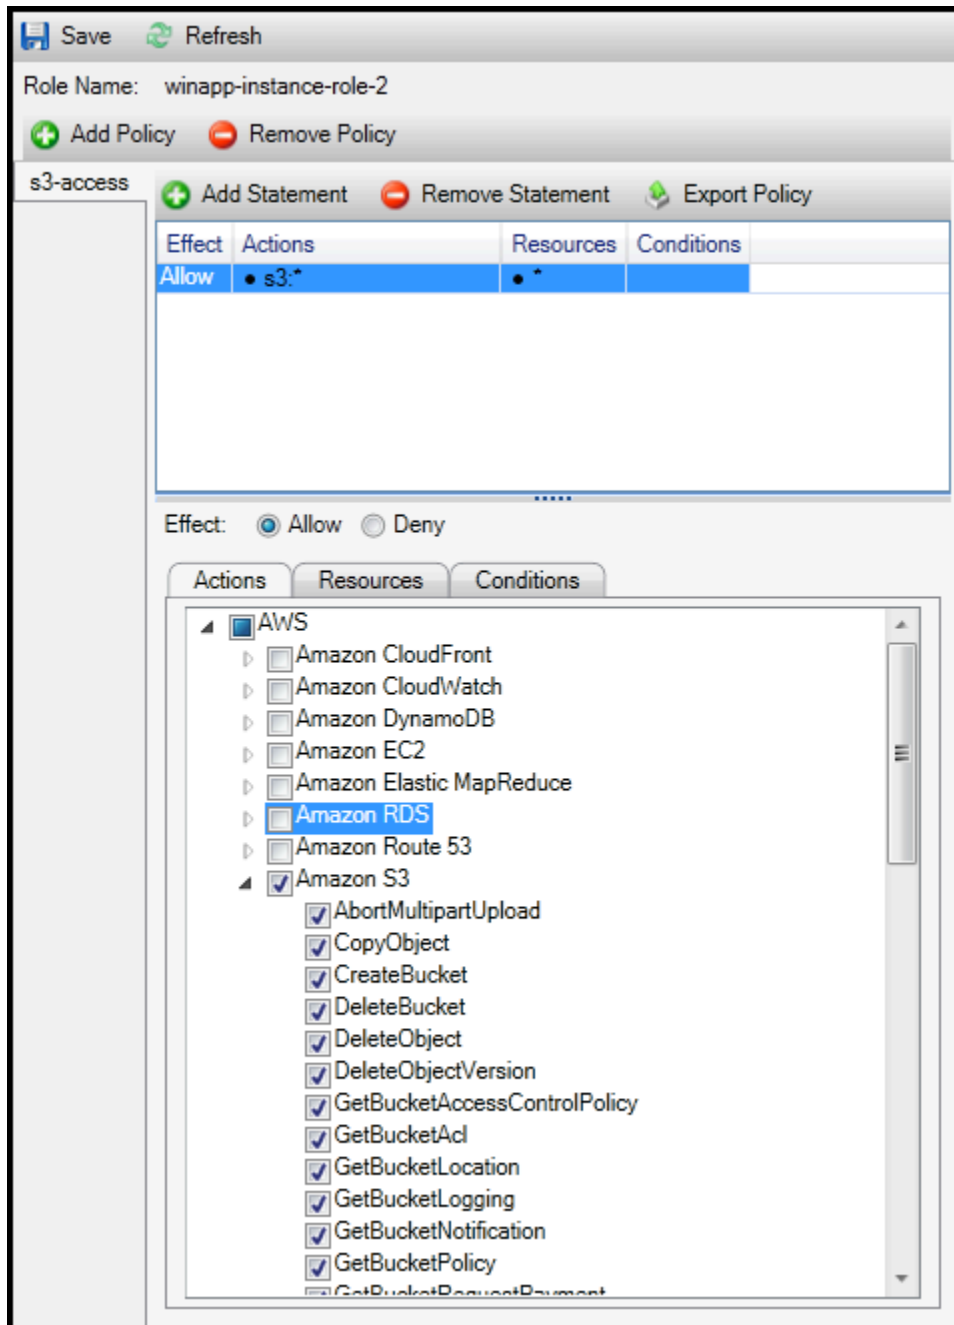 Save Refresh
Role Name: winapp-instance-role-2
Add Policy Remove Policy
s3-access
Add Statement Remove Statement Export Policy
Effect Actions Resources Conditions
Allow • s3:* • *
Effect: Allow Deny
Actions Resources Conditions
AWS
Amazon CloudFront
Amazon CloudWatch
Amazon DynamoDB
Amazon EC2
Amazon Elastic MapReduce
Amazon RDS
Amazon Route 53
Amazon S3
AbortMultipartUpload
CopyObject
CreateBucket
DeleteBucket
DeleteObject
DeleteObjectVersion
GetBucketAccessControlPolicy
GetBucketAcl
GetBucketLocation
GetBucketLogging
GetBucketNotification
GetBucketPolicy
GetBucketRequestPayment